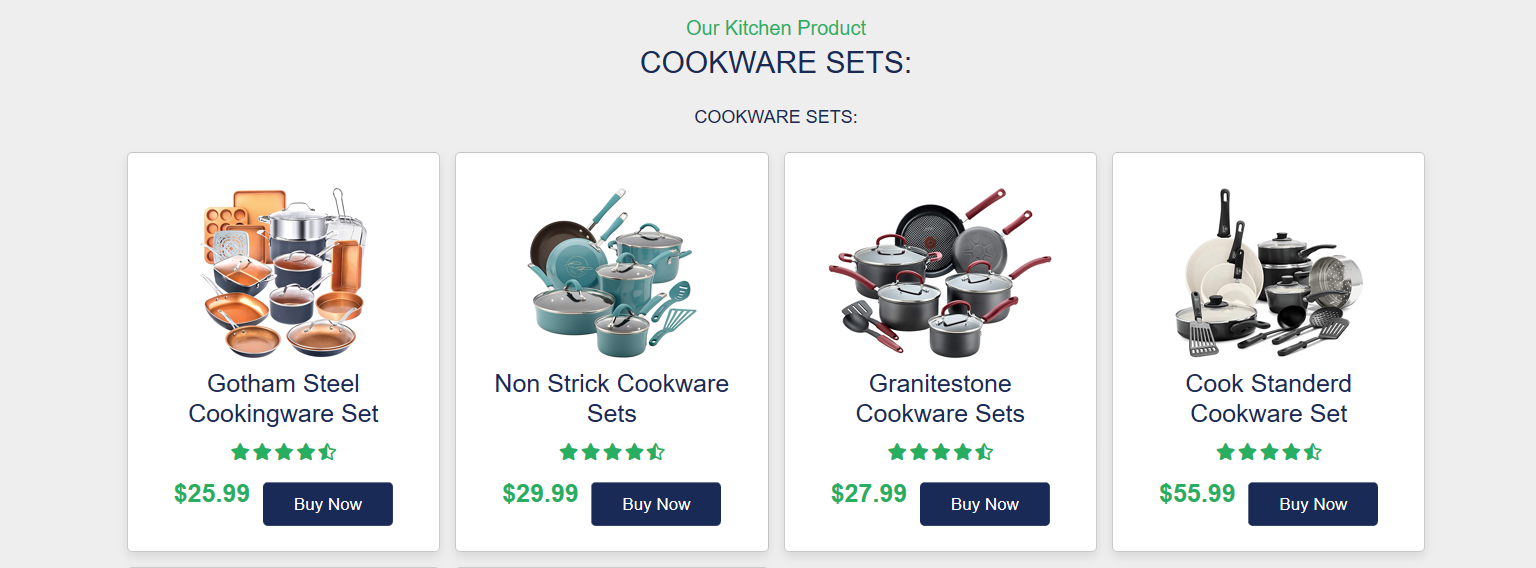 Our Kitchen Product
COOKWARE SETS:
COOKWARE SETS:
Gotham Steel
Cookingware Set
$25.99 Buy Now
Non Strick Cookware
Sets
$29.99 Buy Now
Granitestone
Cookware Sets
$27.99 Buy Now
Cook Standerd
Cookware Set
$55.99 Buy Now